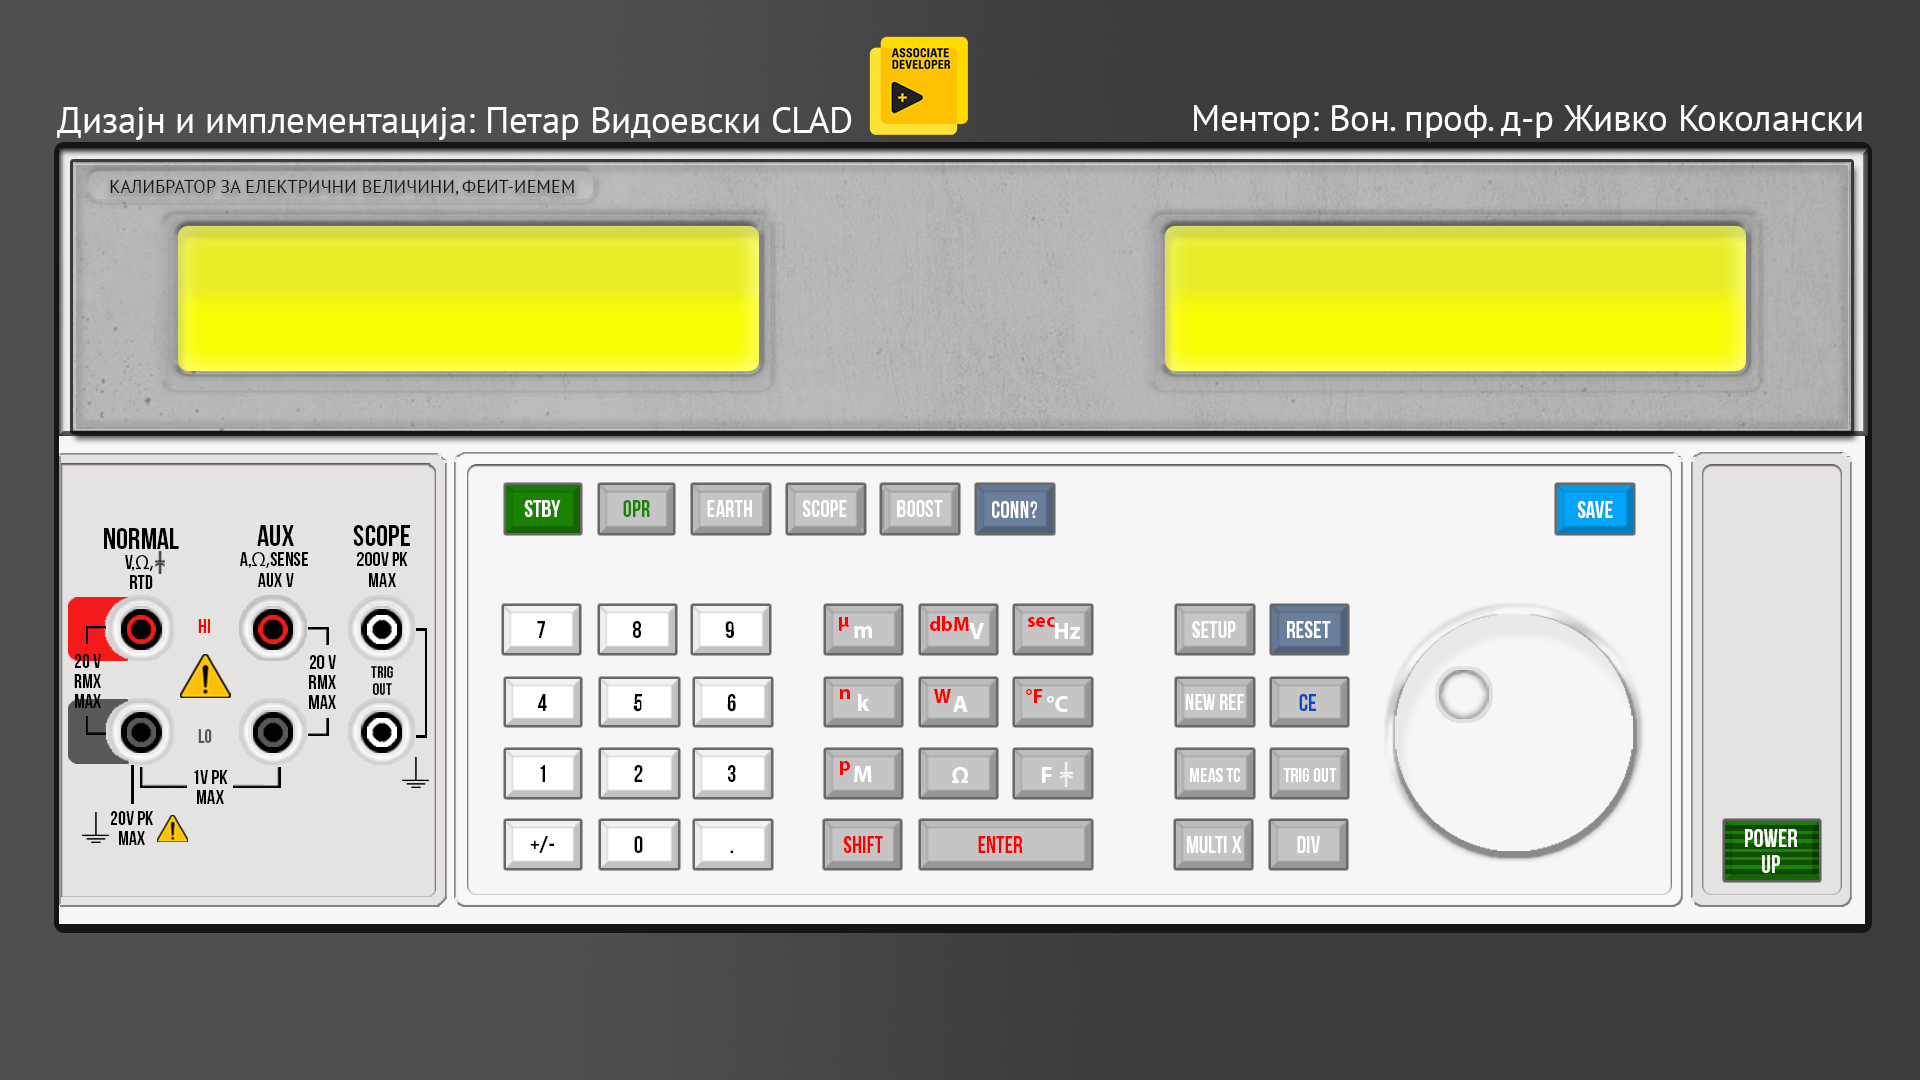 ASSOCIATE
DEVELOPER
Дизајн и имплементација: Петар Видоевски CLAD
Ментор: Вон. проф. д-р Живко Коколански
КАЛИБРАТОР ЗА ЕЛЕКТРИЧНИ ВЕЛИЧИНИ, ФЕИТ-ИЕМЕМ
NORMAL
V,Ω,
RTD
AUX
A,Ω,SENSE
AUX V
SCOPE
200V PK
MAX
HI
20 V
RMX
MAX
20 V
RMX
MAX
TRIG
OUT
LO
1V PK
MAX
20V PK
MAX
STBY
OPR
EARTH
SCOPE
BOOST
CONN?
SAVE
7
8
9
µ m
dbM V
sec Hz
SETUP
RESET
4
5
6
n k
W A
°F °C
NEW REF
CE
1
2
3
p M
Ω
F
MEAS TC
TRIG OUT
+/-
0
.
SHIFT
ENTER
MULTI X
DIV
POWER
UP